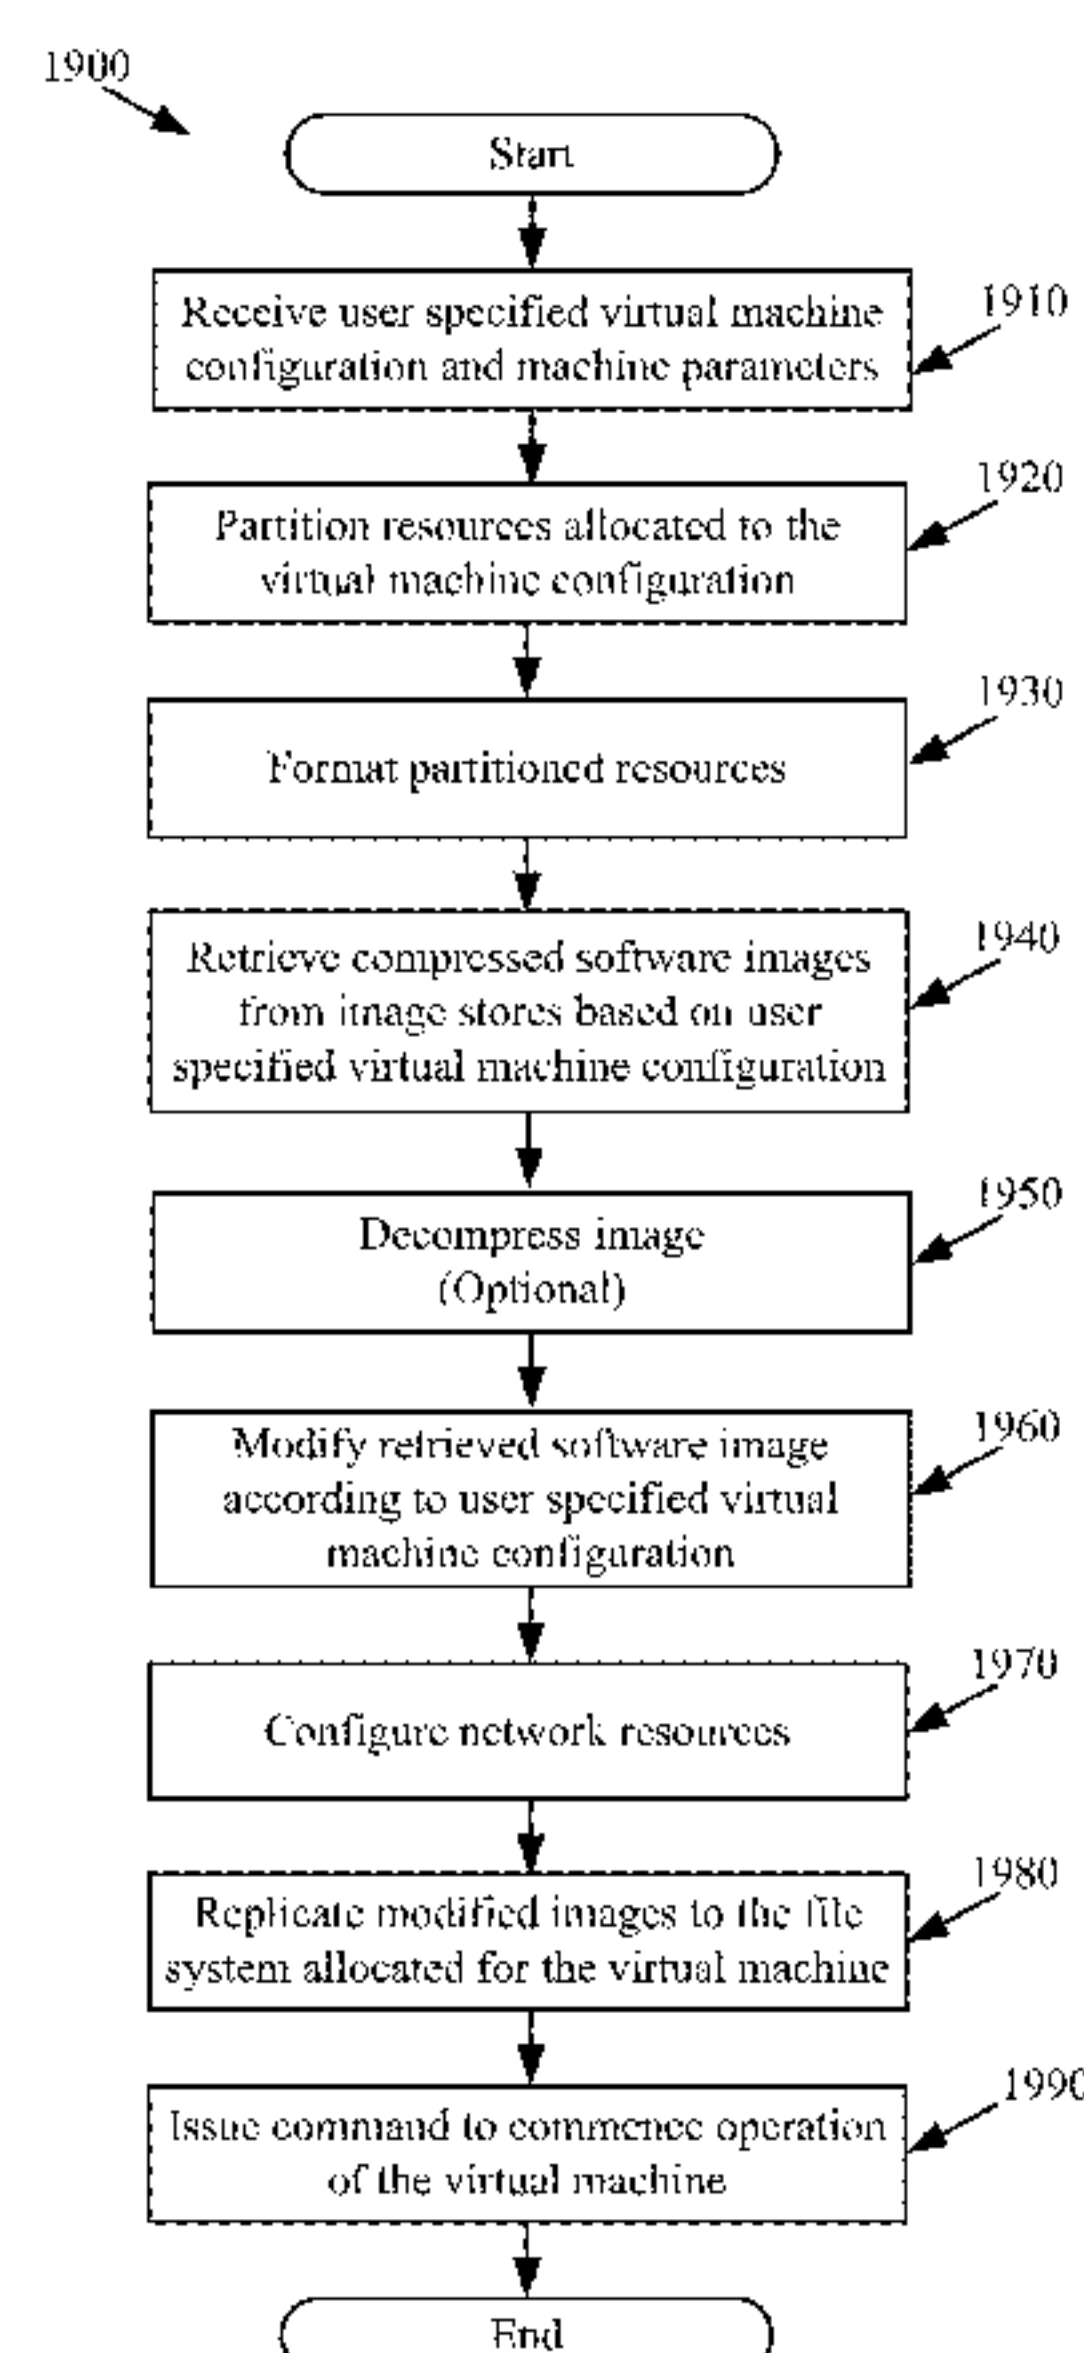 1900
Start
Receive user specified virtual machine
configuration and machine parameters
1910
Partition resources allocated to the
virtual machine configuration
1920
Format partitioned resources
1930
Retrieve compressed software images
from image stores based on user
specified virtual machine configuration
1940
Decompress image
(Optional)
1950
Modify retrieved software image
according to user specified virtual
machine configuration
1960
Configure network resources
1970
Replicate modified images to the file
system allocated for the virtual machine
1980
Issue command to commence operation
of the virtual machine
1990
End